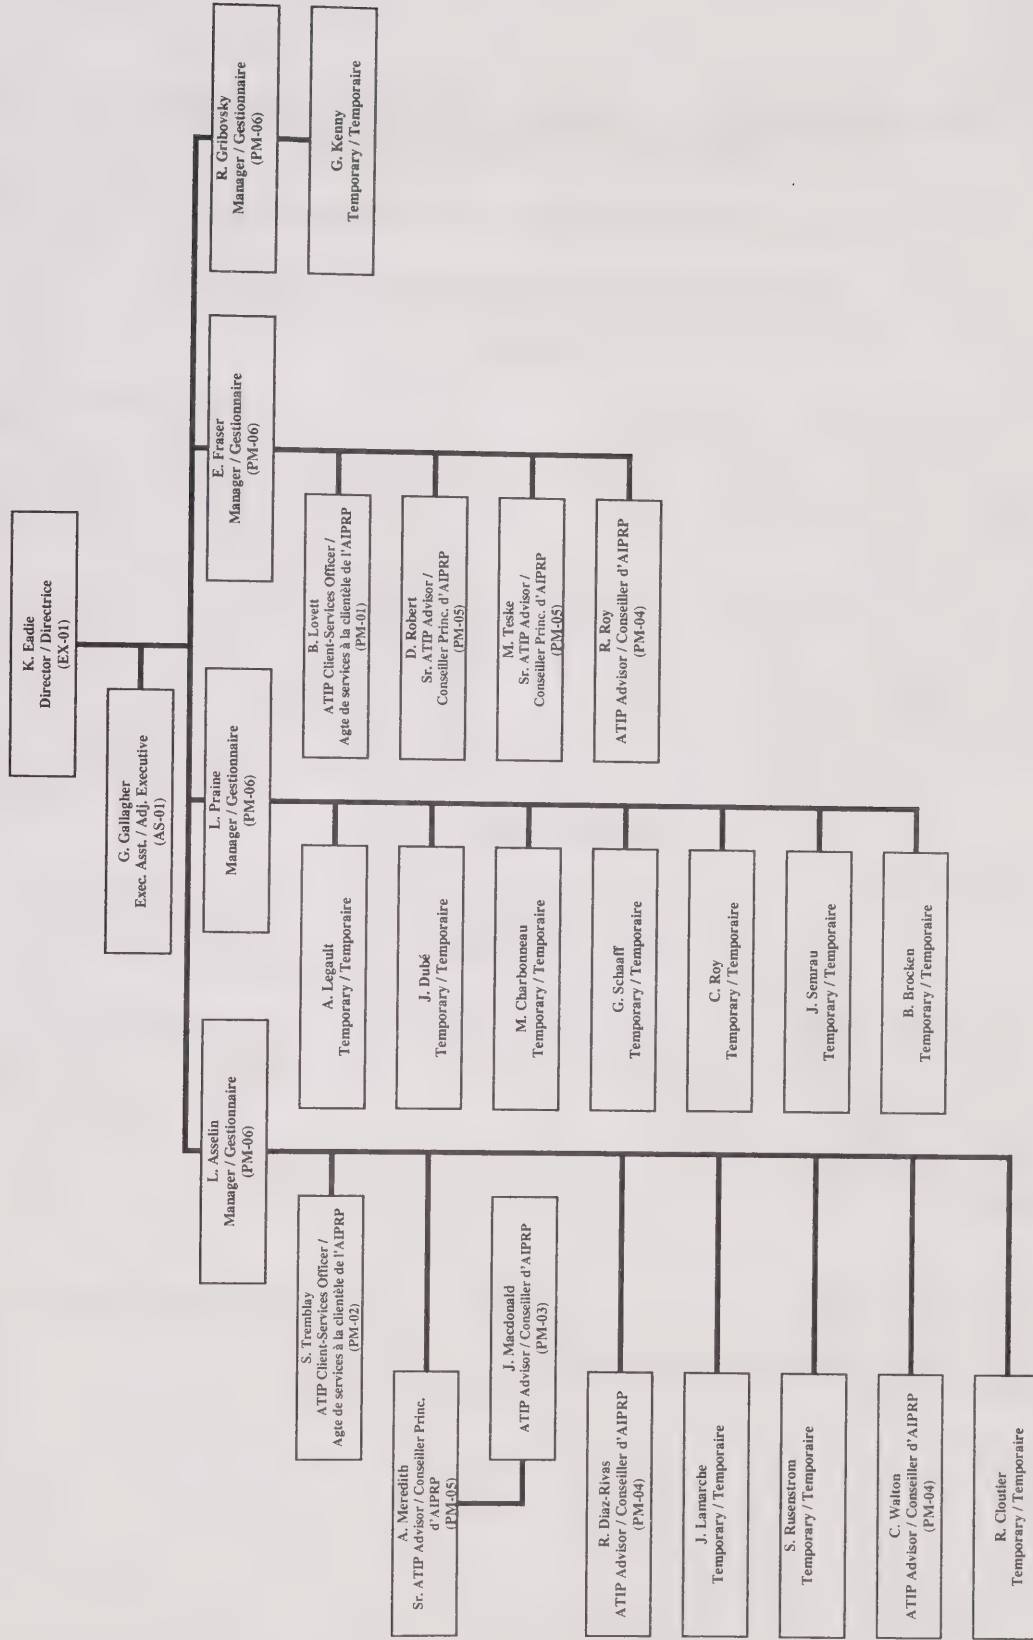 K. Eadie
Director / Directrice
(EX-01)
G. Gallagher
Exec. Asst. / Adj. Executive
(AS-01)
L. Asselin
Manager / Gestionnaire
(PM-06)
L. Praine
Manager / Gestionnaire
(PM-06)
E. Fraser
Manager / Gestionnaire
(PM-06)
R. Gribovsky
Manager / Gestionnaire
(PM-06)
S. Tremblay
ATIP Client-Services Officer /
Agte de services à la clientèle de l'AIPRP
(PM-02)
A. Meredith
Sr. ATIP Advisor / Conseiller Princ.
d'AIPRP
(PM-05)
J. Macdonald
ATIP Advisor / Conseiller d'AIPRP
(PM-03)
R. Diaz-Rivas
ATIP Advisor / Conseiller d'AIPRP
(PM-04)
J. Lamarche
Temporary / Temporaire
S. Rusenstrom
Temporary / Temporaire
C. Walton
ATIP Advisor / Conseiller d'AIPRP
(PM-04)
R. Cloutier
Temporary / Temporaire
A. Legault
Temporary / Temporaire
J. Dubé
Temporary / Temporaire
M. Charbonneau
Temporary / Temporaire
G. Schaaff
Temporary / Temporaire
C. Roy
Temporary / Temporaire
J. Semrau
Temporary / Temporaire
B. Brocken
Temporary / Temporaire
B. Lovett
ATIP Client-Services Officer /
Agte de services à la clientèle de l'AIPRP
(PM-01)
D. Robert
Sr. ATIP Advisor /
Conseiller Princ. d'AIPRP
(PM-05)
M. Teske
Sr. ATIP Advisor /
Conseiller Princ. d'AIPRP
(PM-05)
R. Roy
ATIP Advisor / Conseiller d'AIPRP
(PM-04)
G. Kenny
Temporary / Temporaire